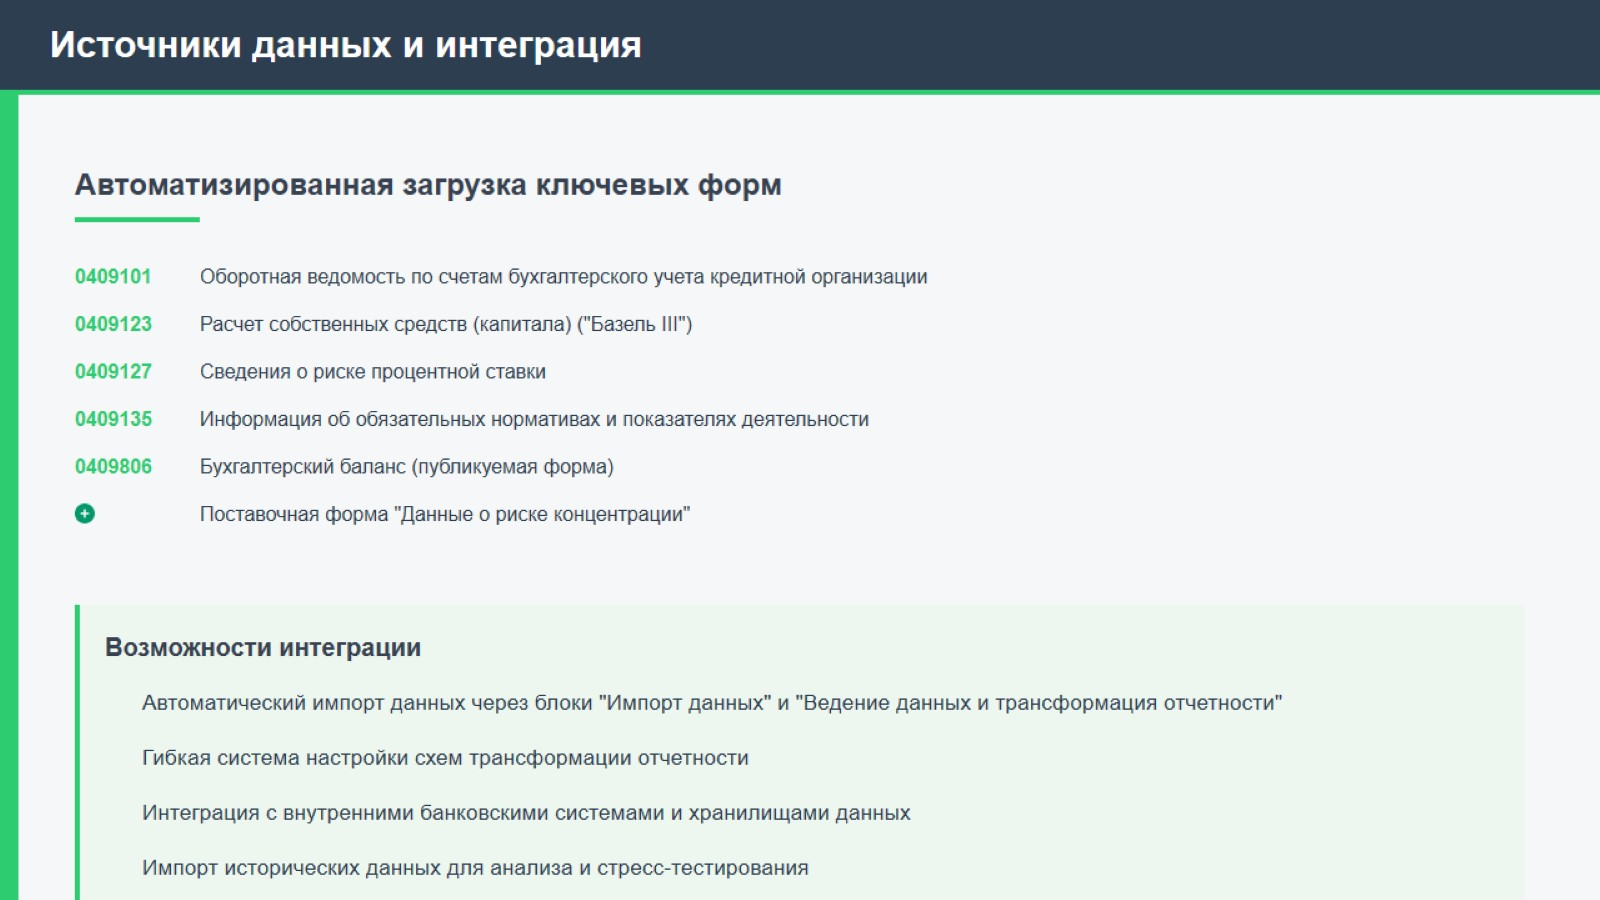 Источники данных и интеграция
Автоматизированная загрузка ключевых форм
0409101 Оборотная ведомость по счетам бухгалтерского учета кредитной организации
0409123 Расчет собственных средств (капитала) ("Базель III")
0409127 Сведения о риске процентной ставки
0409135 Информация об обязательных нормативах и показателях деятельности
0409806 Бухгалтерский баланс (публикуемая форма)
+ Поставочная форма "Данные о риске концентрации"
Возможности интеграции
Автоматический импорт данных через блоки "Импорт данных" и "Ведение данных и трансформация отчетности"
Гибкая система настройки схем трансформации отчетности
Интеграция с внутренними банковскими системами и хранилищами данных
Импорт исторических данных для анализа и стресс-тестирования